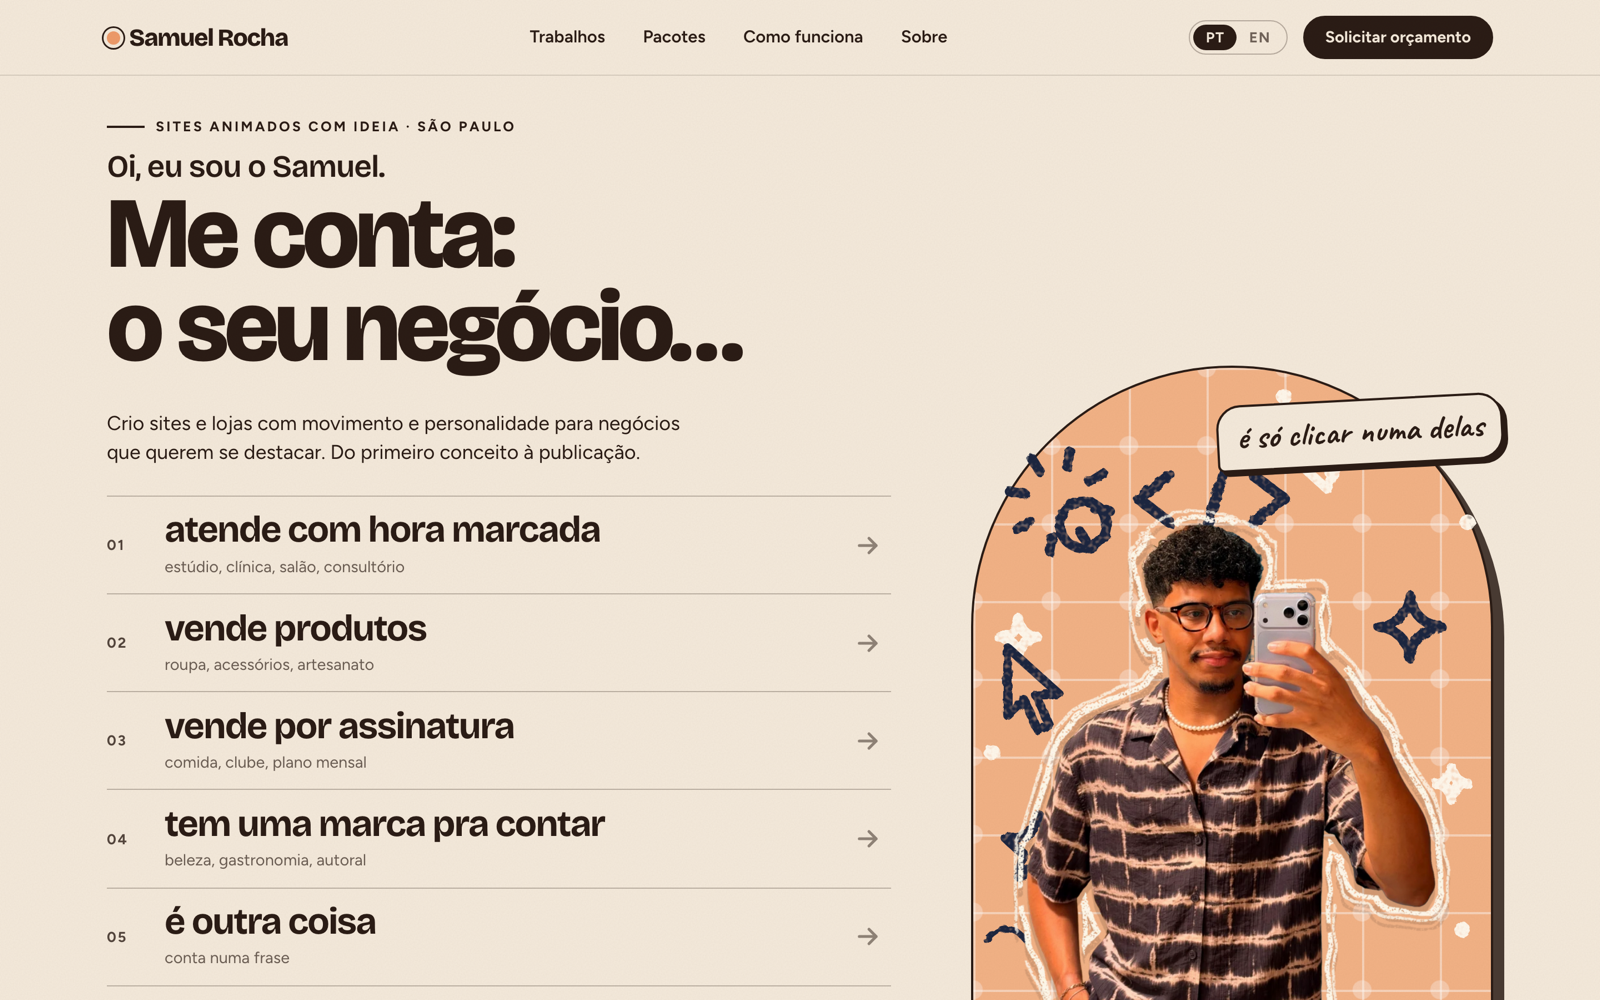 Samuel Rocha
Trabalhos
Pacotes
Como funciona
Sobre
PT
EN
Solicitar orçamento
SITES ANIMADOS COM IDEIA · SÃO PAULO
Oi, eu sou o Samuel.
Me conta:
o seu negócio...
Crio sites e lojas com movimento e personalidade para negócios
que querem se destacar. Do primeiro conceito à publicação.
é só clicar numa delas
</>
01
atende com hora marcada
estúdio, clínica, salão, consultório
02
vende produtos
roupa, acessórios, artesanato
03
vende por assinatura
comida, clube, plano mensal
04
tem uma marca pra contar
beleza, gastronomia, autoral
05
é outra coisa
conta numa frase